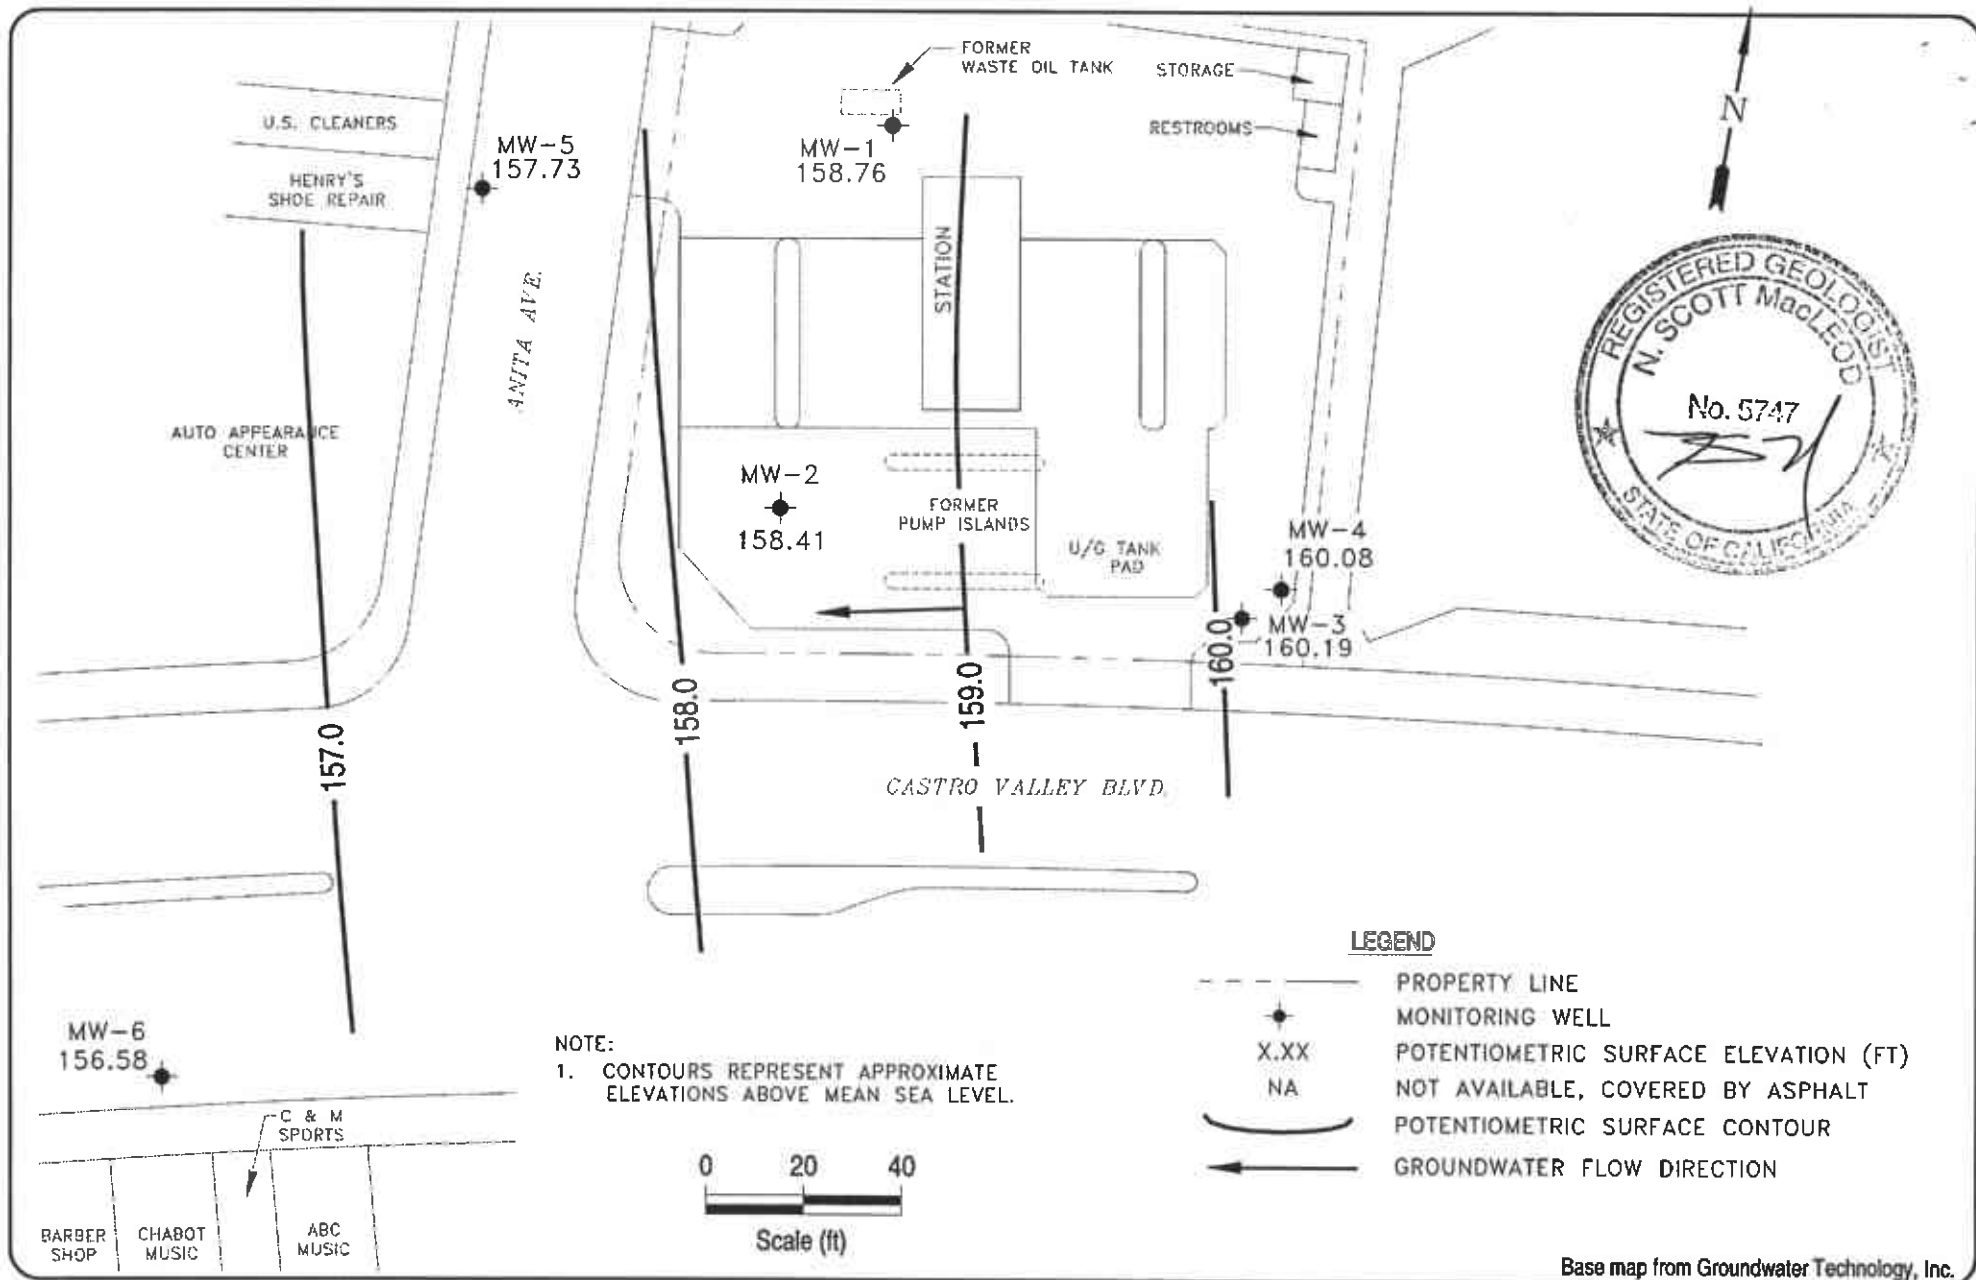 FORMER
WASTE OIL TANK
STORAGE
RESTROOMS
N
U.S. CLEANERS
HENRY'S
SHOE REPAIR
MW-5
157.73
MW-1
158.76
STATION
ANITA AVE.
AUTO APPEARANCE
CENTER
MW-2
158.41
FORMER
PUMP ISLANDS
U/G TANK
PAD
MW-4
160.08
MW-3
160.19
REGISTERED GEOLOGIST
N. SCOTT MacLEOD
No. 5747
STATE OF CALIFORNIA
157.0
158.0
159.0
160.0
CASTRO VALLEY BLVD.
MW-6
156.58
C & M
SPORTS
BARBER
SHOP
CHABOT
MUSIC
ABC
MUSIC
NOTE:
1. CONTOURS REPRESENT APPROXIMATE
ELEVATIONS ABOVE MEAN SEA LEVEL.
0 20 40
Scale (ft)
LEGEND
PROPERTY LINE
MONITORING WELL
X.XX POTENTIOMETRIC SURFACE ELEVATION (FT)
NA NOT AVAILABLE, COVERED BY ASPHALT
POTENTIOMETRIC SURFACE CONTOUR
GROUNDWATER FLOW DIRECTION
Base map from Groundwater Technology, Inc.